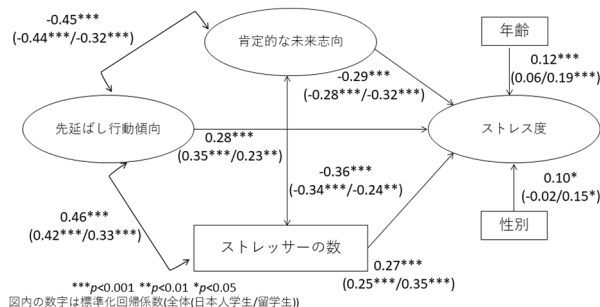 -0.45***
(-0.44***/-0.32***)
肯定的な未来志向
年齢
-0.29***
(-0.28***/-0.32***)
0.12***
(0.06/0.19***)
先延ばし行動傾向
0.28***
(0.35***/0.23**)
ストレス度
-0.36***
(-0.34***/-0.24**)
0.10*
(-0.02/0.15*)
0.46***
(0.42***/0.33***)
ストレッサーの数
性別
0.27***
(0.25***/0.35***)
***p<0.001 **p<0.01 *p<0.05
図内の数字は標準化回帰係数(全体(日本人学生/留学生))